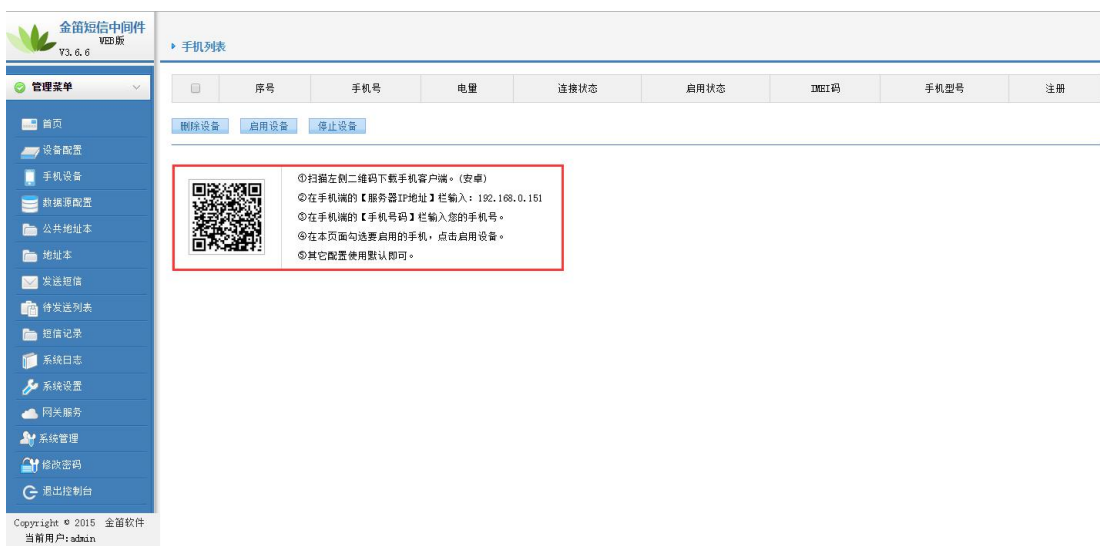 金笛短信中间件
WEB版
V3.6.6
手机列表
管理菜单
序号 手机号 电量 连接状态 启用状态 IMEI码 手机型号 注册
首页
设备配置
手机设备
数据源配置
公共地址本
地址本
发送短信
待发送列表
短信记录
系统日志
系统设置
网关服务
系统管理
修改密码
退出控制台
删除设备 启用设备 停止设备
①扫描左侧二维码下载手机客户端。(安卓)
②在手机端的【服务器IP地址】栏输入: 192.168.0.151
③在手机端的【手机号码】栏输入您的手机号。
④在本页面勾选要启用的手机，点击启用设备。
⑤其它配置使用默认即可。
Copyright © 2015 金笛软件
当前用户:admin